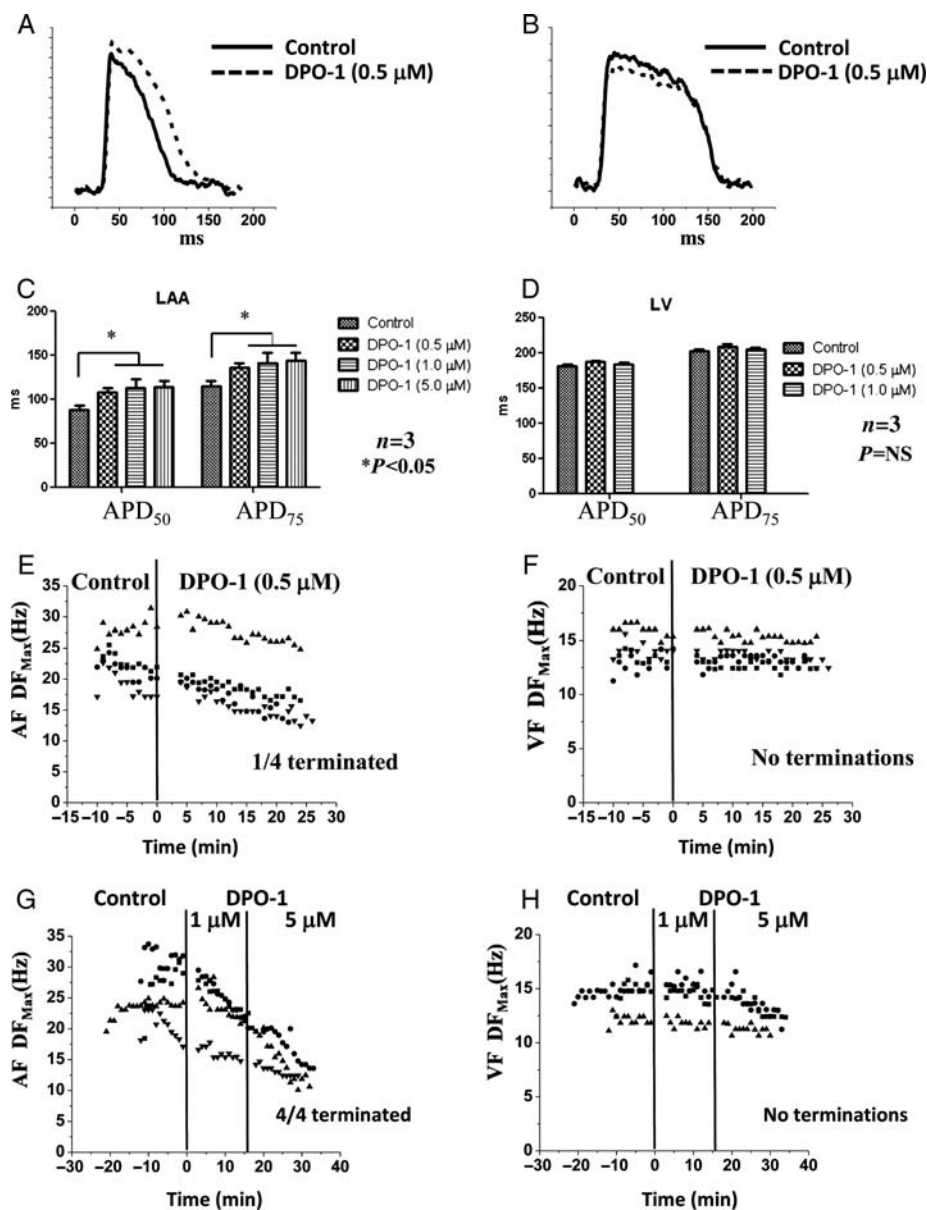 A
Control
DPO-1 (0.5 µM)
0 50 100 150 200
ms
B
Control
DPO-1 (0.5 µM)
0 50 100 150 200
ms
C
LAA
200
150
100
50
0
ms
*
*
Control
DPO-1 (0.5 µM)
DPO-1 (1.0 µM)
DPO-1 (5.0 µM)
n=3
*P<0.05
APD50 APD75
D
LV
250
200
150
100
50
0
ms
Control
DPO-1 (0.5 µM)
DPO-1 (1.0 µM)
n=3
P=NS
APD50 APD75
E
Control DPO-1 (0.5 µM)
AF DFMax(Hz)
35
30
25
20
15
10
5
0
1/4 terminated
−15 −10 −5 0 5 10 15 20 25 30 35
Time (min)
F
Control DPO-1 (0.5 µM)
VF DFMax(Hz)
20
15
10
5
0
No terminations
−15 −10 −5 0 5 10 15 20 25 30
Time (min)
G
Control DPO-1
1 µM 5 µM
AF DFMax(Hz)
35
30
25
20
15
10
5
0
4/4 terminated
−30 −20 −10 0 10 20 30 40
Time (min)
H
Control DPO-1
1 µM 5 µM
VF DFMax(Hz)
20
15
10
5
0
No terminations
−30 −20 −10 0 10 20 30 40
Time (min)